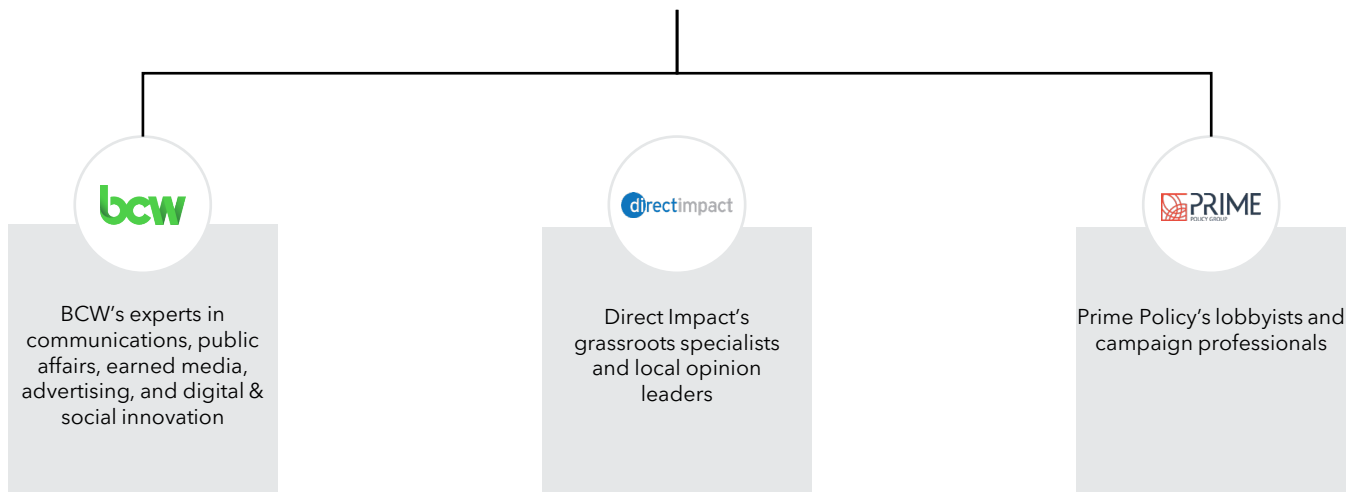 bcw
directimpact
PRIME
POLICY GROUP
BCW’s experts in
communications, public
affairs, earned media,
advertising, and digital &
social innovation
Direct Impact’s
grassroots specialists
and local opinion
leaders
Prime Policy’s lobbyists and
campaign professionals